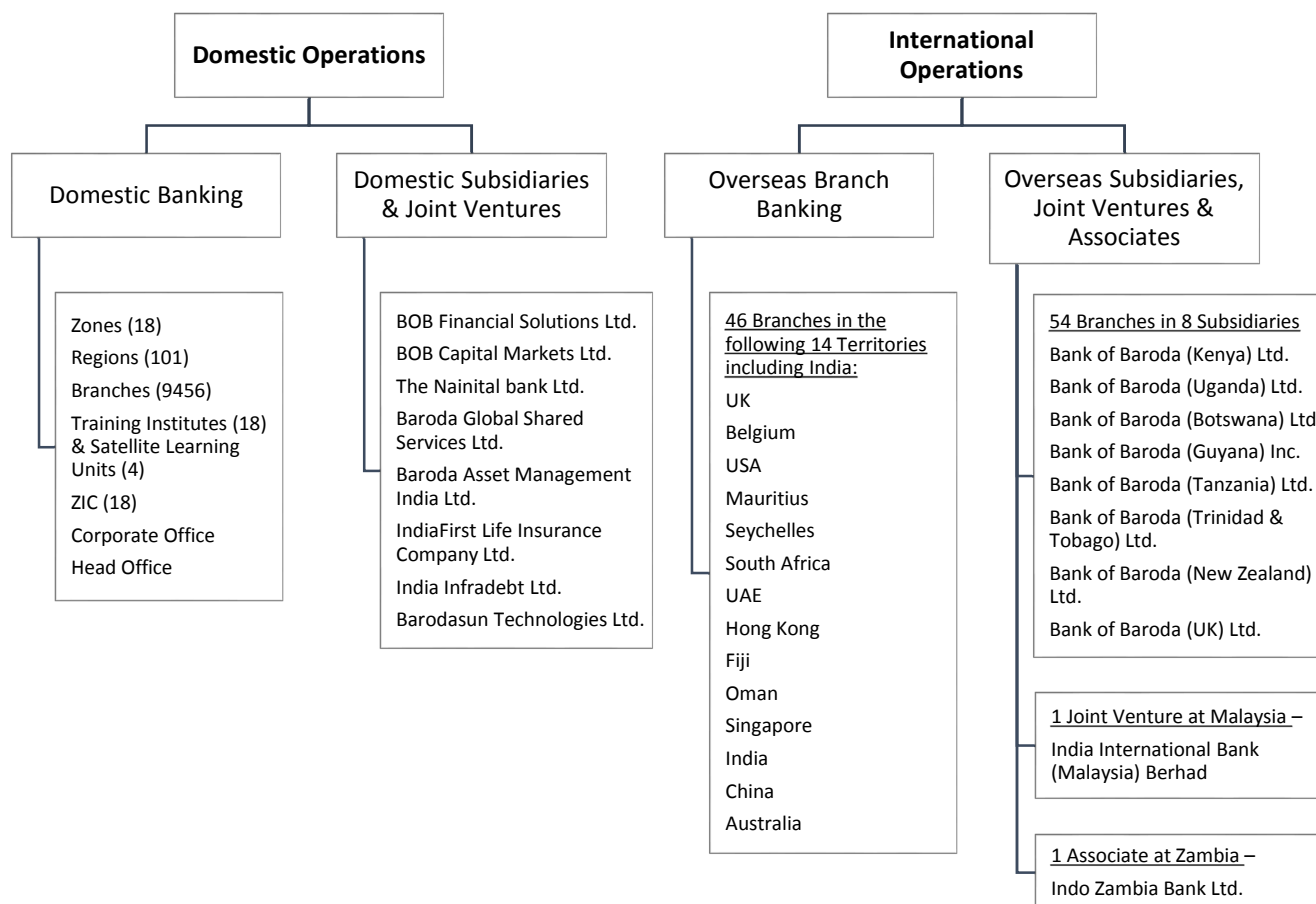 Domestic Operations
International
Operations
Domestic Banking
Domestic Subsidiaries
& Joint Ventures
Overseas Branch
Banking
Overseas Subsidiaries,
Joint Ventures &
Associates
Zones (18)
Regions (101)
Branches (9456)
Training Institutes (18)
& Satellite Learning
Units (4)
ZIC (18)
Corporate Office
Head Office
BOB Financial Solutions Ltd.
BOB Capital Markets Ltd.
The Nainital bank Ltd.
Baroda Global Shared
Services Ltd.
Baroda Asset Management
India Ltd.
IndiaFirst Life Insurance
Company Ltd.
India Infradebt Ltd.
Barodasun Technologies Ltd.
46 Branches in the
following 14 Territories
including India:
UK
Belgium
USA
Mauritius
Seychelles
South Africa
UAE
Hong Kong
Fiji
Oman
Singapore
India
China
Australia
54 Branches in 8 Subsidiaries
Bank of Baroda (Kenya) Ltd.
Bank of Baroda (Uganda) Ltd.
Bank of Baroda (Botswana) Ltd
Bank of Baroda (Guyana) Inc.
Bank of Baroda (Tanzania) Ltd.
Bank of Baroda (Trinidad &
Tobago) Ltd.
Bank of Baroda (New Zealand)
Ltd.
Bank of Baroda (UK) Ltd.
1 Joint Venture at Malaysia –
India International Bank
(Malaysia) Berhad
1 Associate at Zambia –
Indo Zambia Bank Ltd.